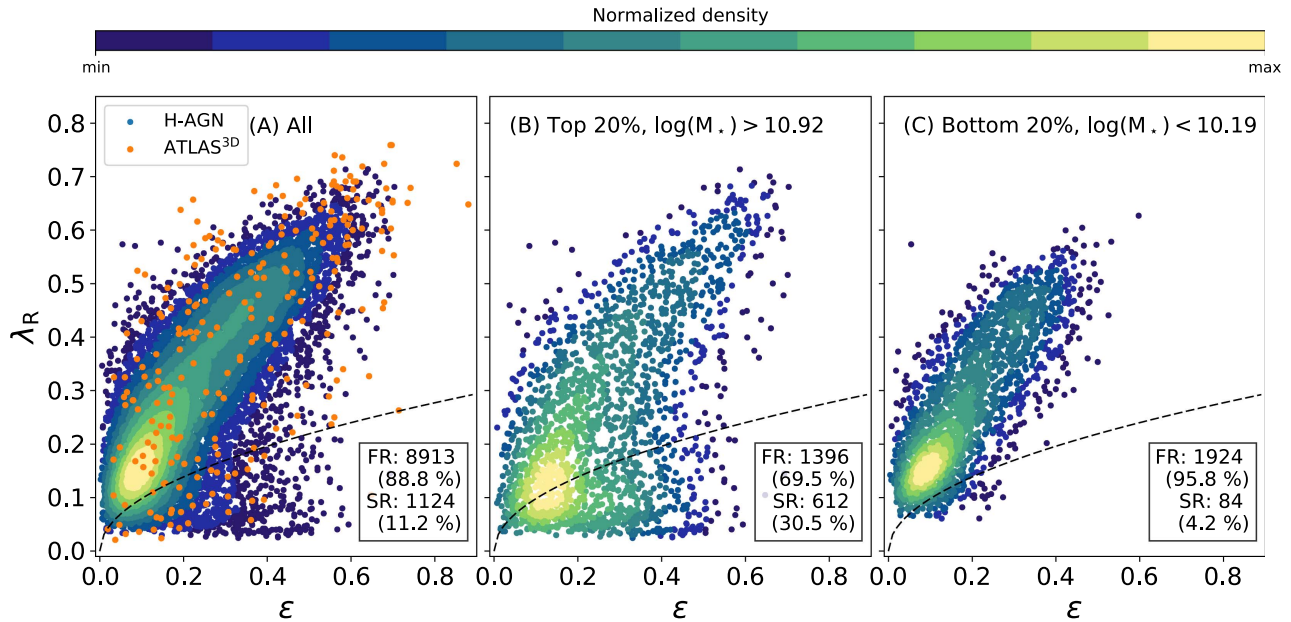 Normalized density
min
max
H-AGN
ATLAS³ᴰ
(A) All
(B) Top 20%, log(M⋆) > 10.92
(C) Bottom 20%, log(M⋆) < 10.19
λR
0.8
0.7
0.6
0.5
0.4
0.3
0.2
0.1
0.0
FR: 8913
(88.8 %)
SR: 1124
(11.2 %)
FR: 1396
(69.5 %)
SR: 612
(30.5 %)
FR: 1924
(95.8 %)
SR: 84
(4.2 %)
0.0 0.2 0.4 0.6 0.8
0.0 0.2 0.4 0.6 0.8
0.0 0.2 0.4 0.6 0.8
ε
ε
ε